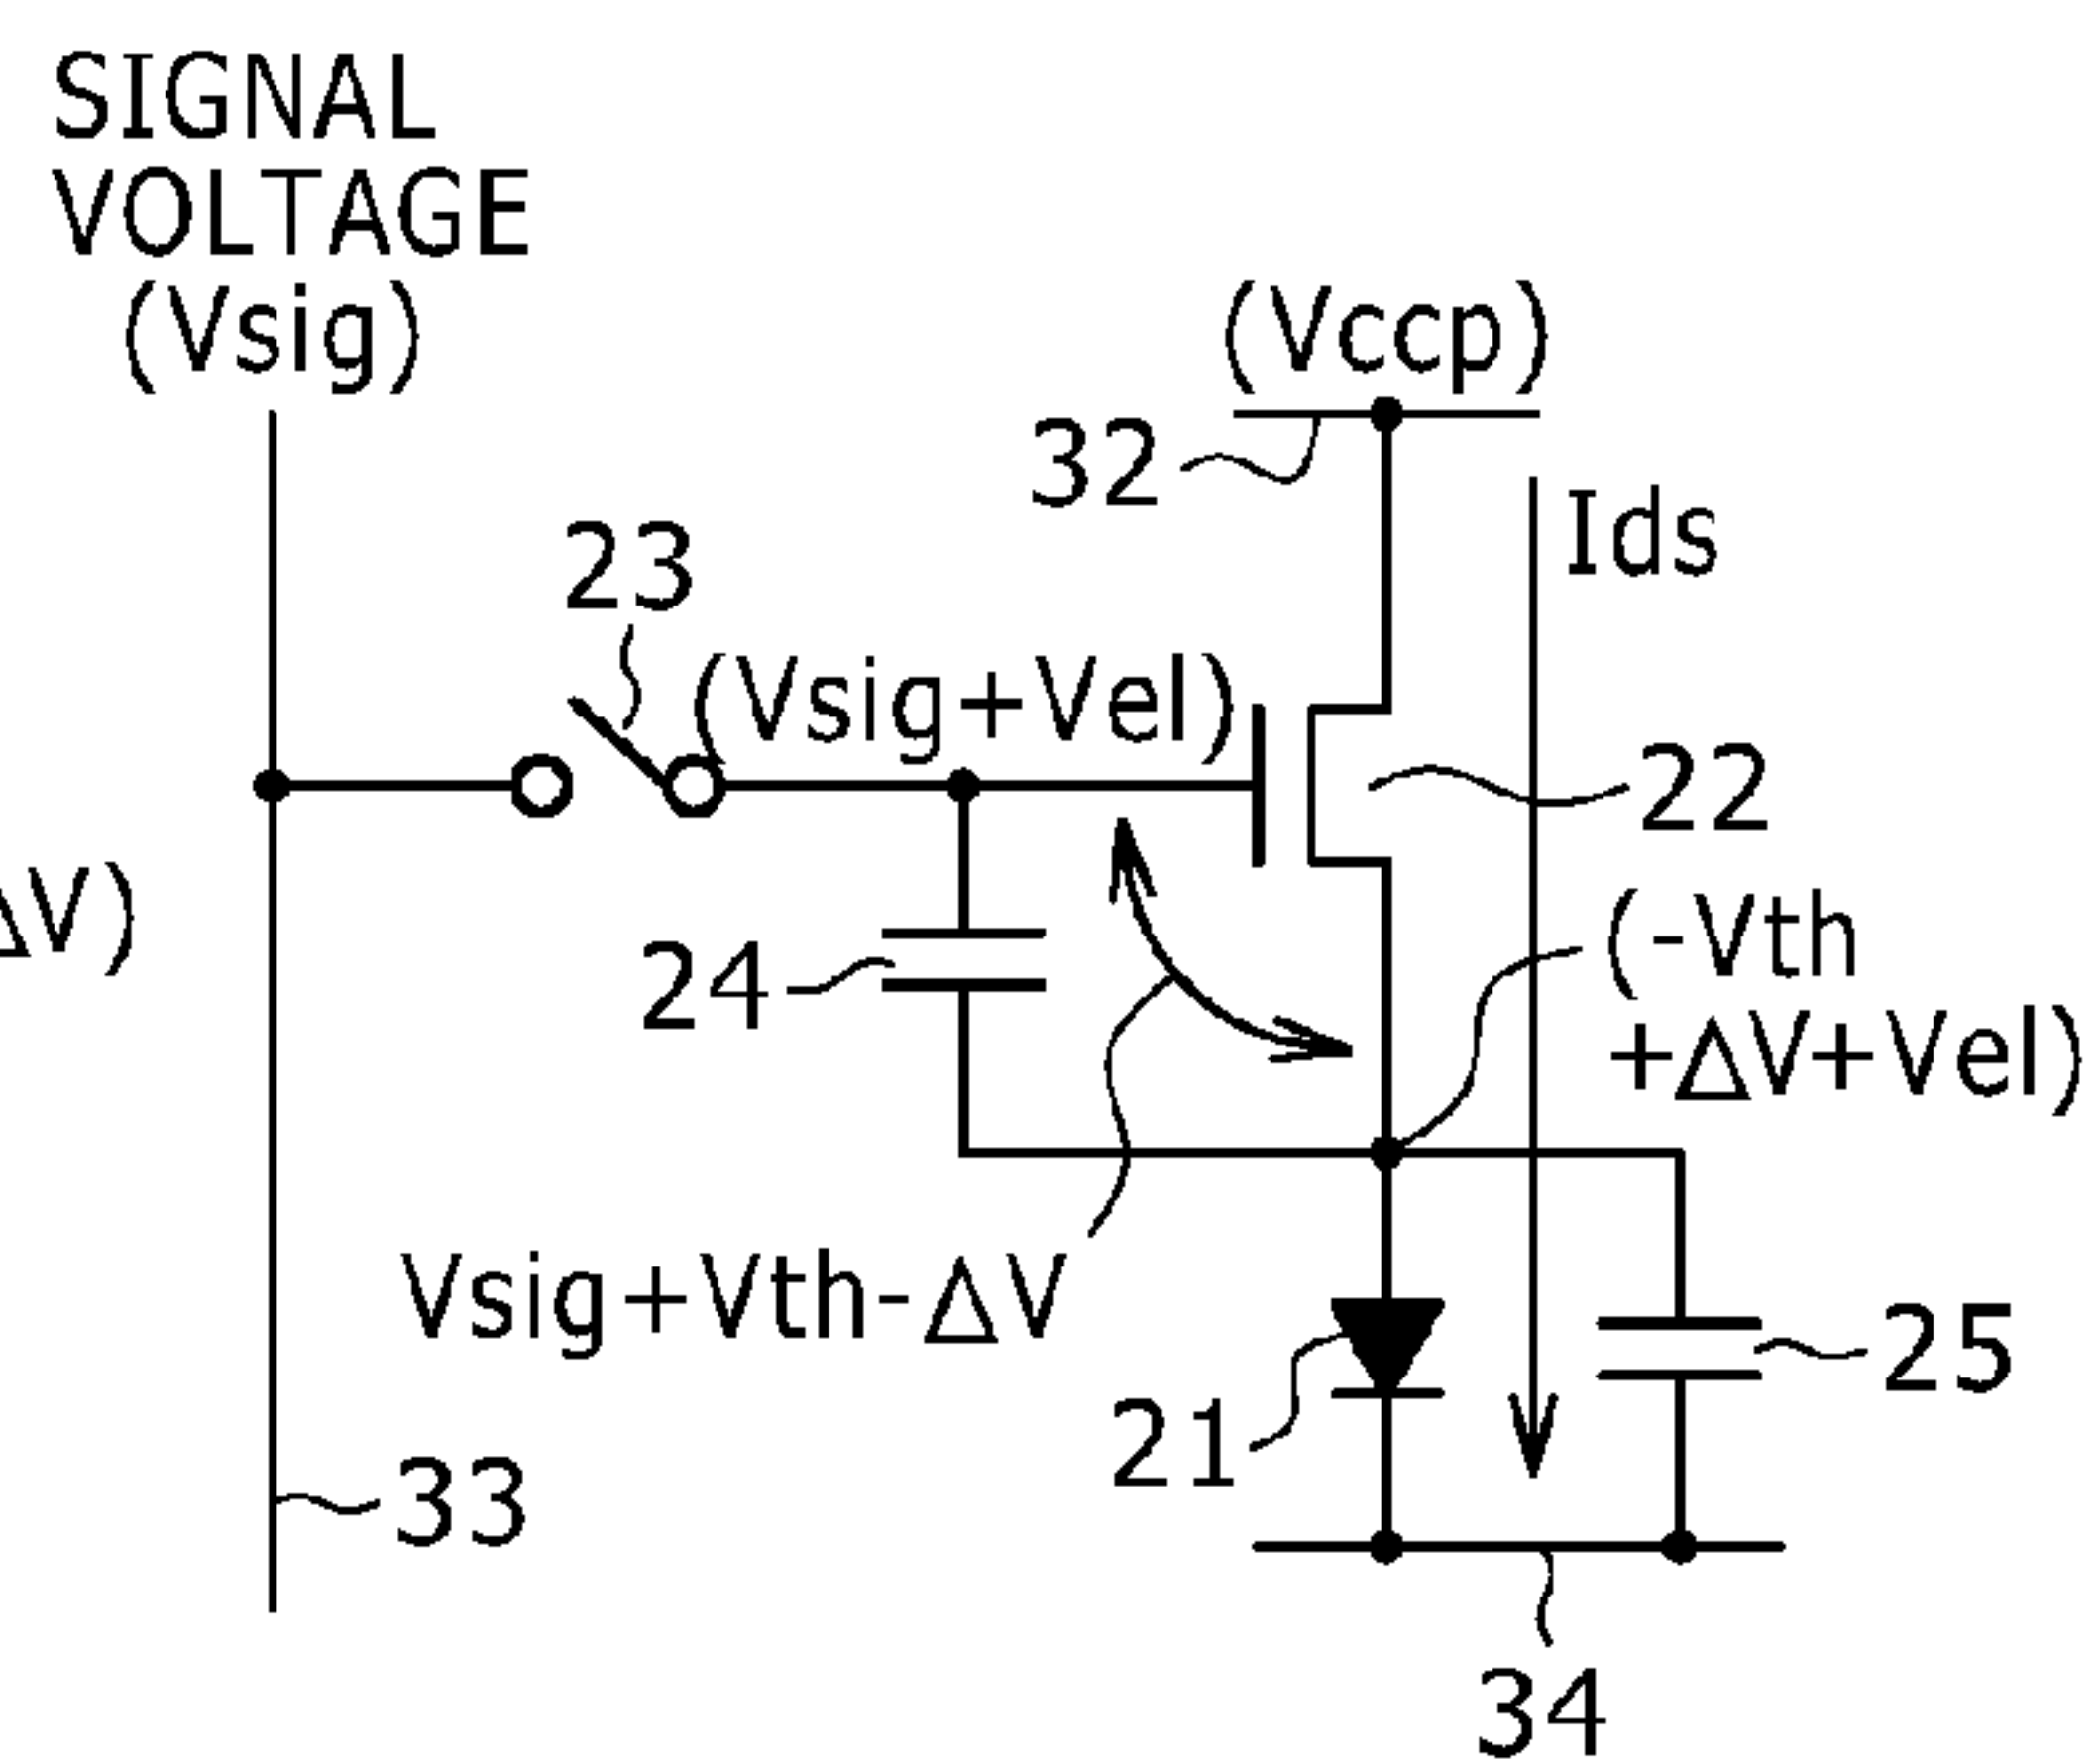 SIGNAL
VOLTAGE
(Vsig)
(Vccp)
32
Ids
23
(Vsig+Vel)
22
ΔV)
24
(-Vth
+ΔV+Vel)
Vsig+Vth-ΔV
25
21
33
34